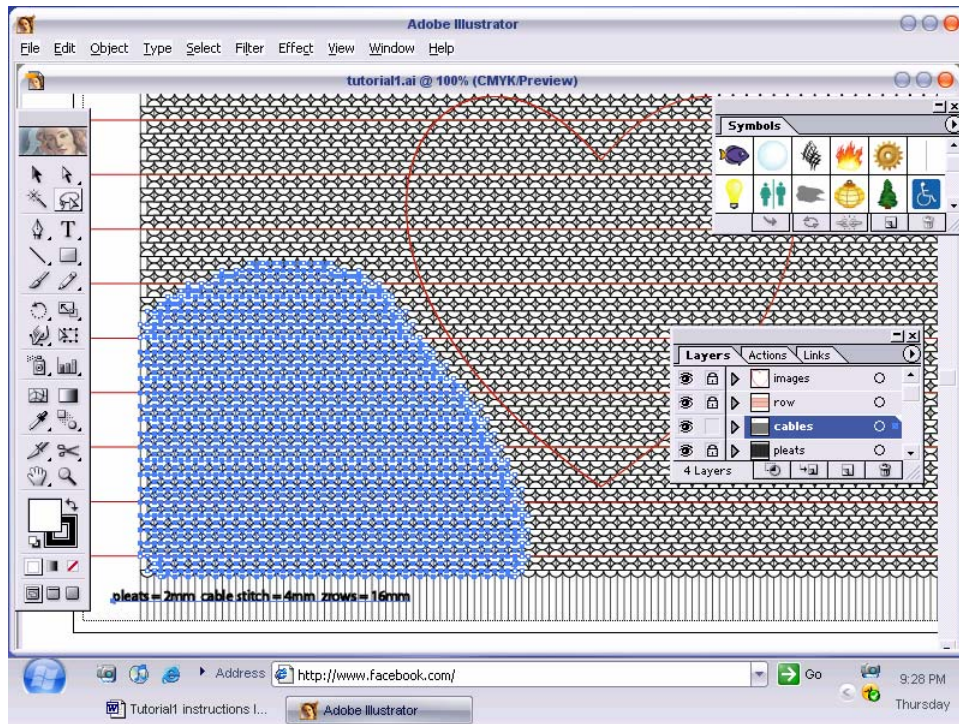 Adobe Illustrator
File Edit Object Type Select Filter Effect View Window Help
tutorial1.ai @ 100% (CMYK/Preview)
Symbols
Layers Actions Links
images
row
cables
pleats
4 Layers
T
pleats = 2mm cable stitch = 4mm zrows = 16mm
Address http://www.facebook.com/ Go
9:28 PM
Thursday
Tutorial1 instructions I... Adobe Illustrator